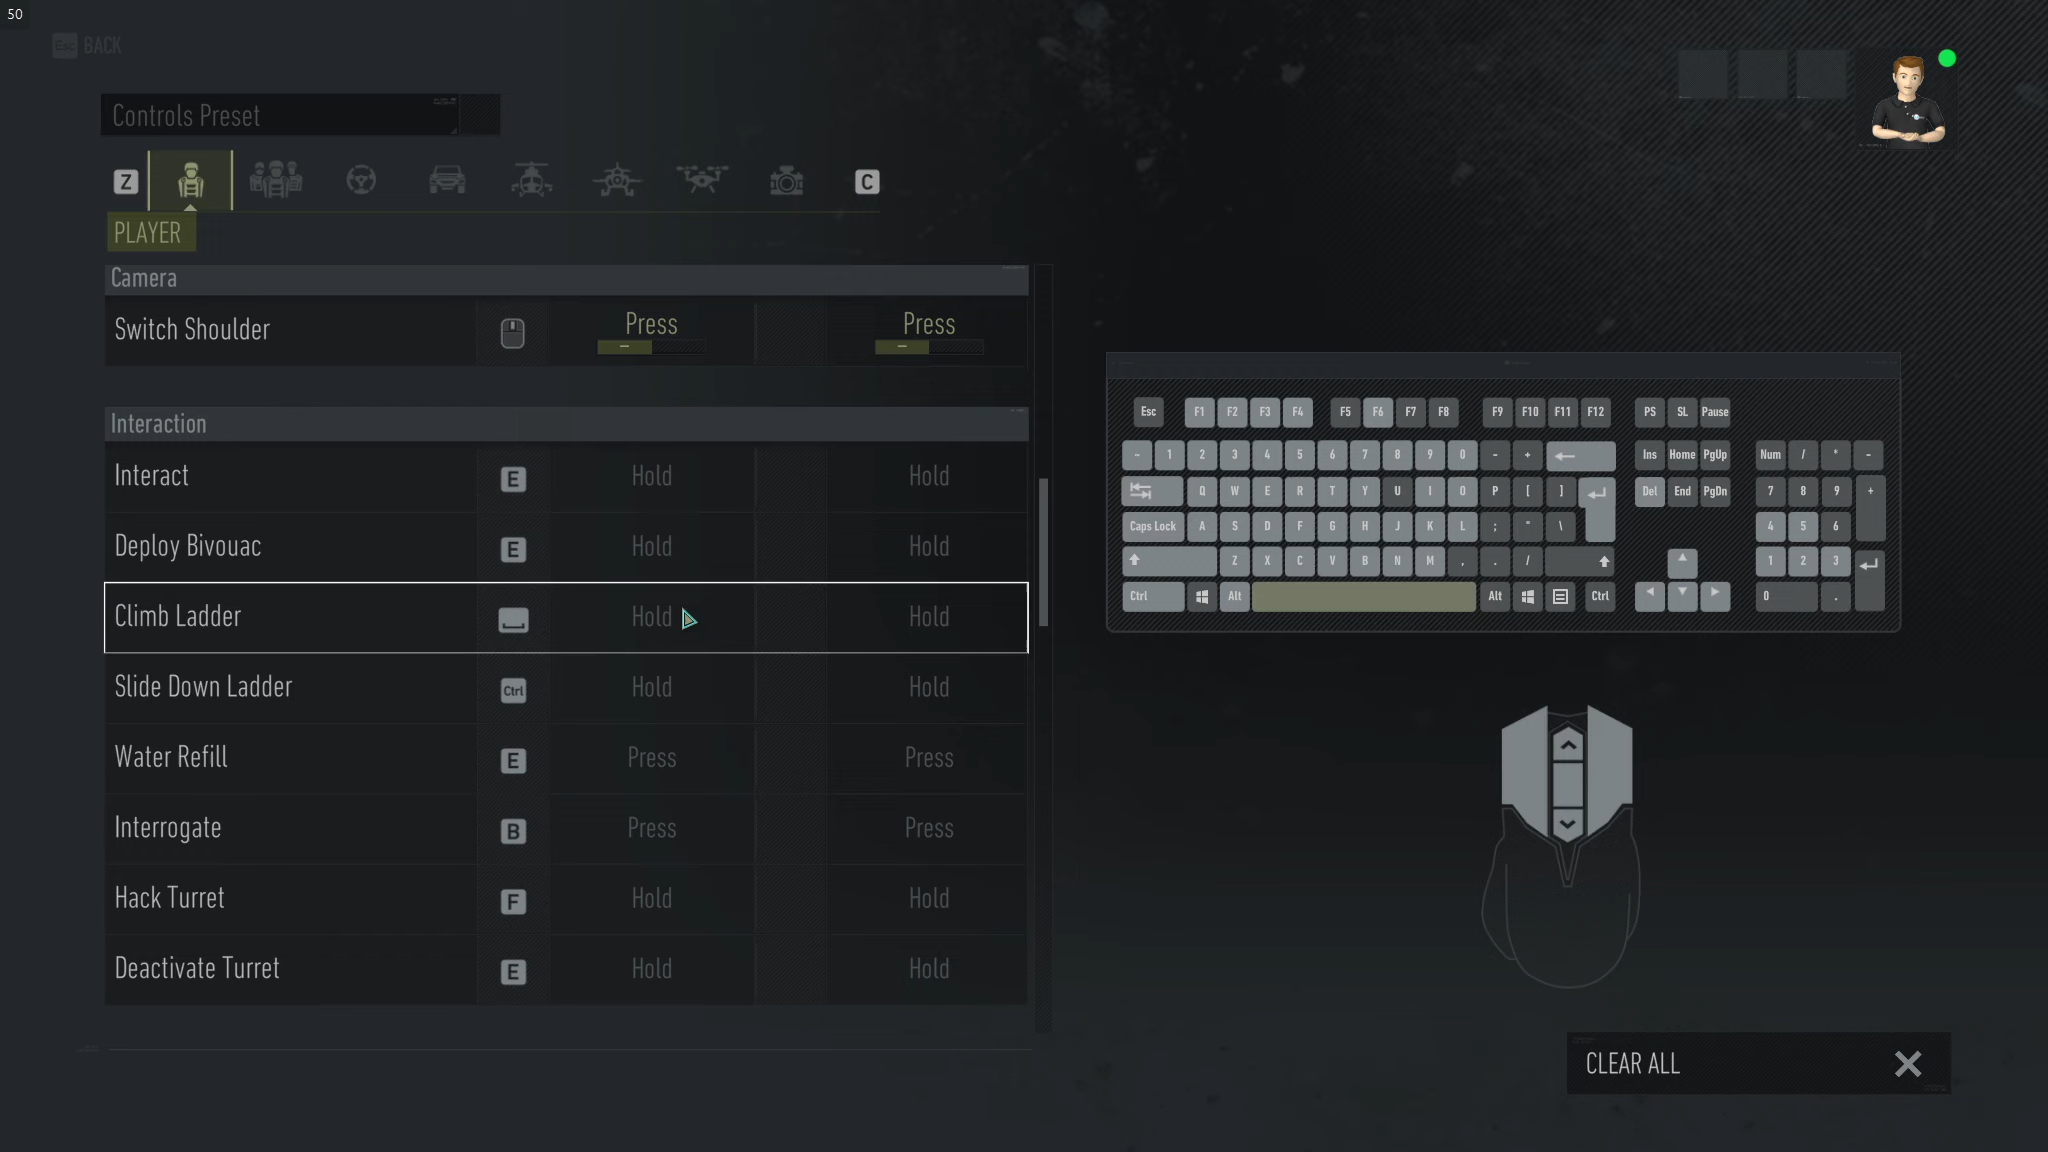 50
Esc BACK
Controls Preset
Z C
PLAYER
Camera
Switch Shoulder Press Press
Interaction
Interact E Hold Hold
Deploy Bivouac E Hold Hold
Climb Ladder Hold Hold
Slide Down Ladder Ctrl Hold Hold
Water Refill E Press Press
Interrogate B Press Press
Hack Turret F Hold Hold
Deactivate Turret E Hold Hold
Esc F1 F2 F3 F4 F5 F6 F7 F8 F9 F10 F11 F12 PS SL Pause
~ 1 2 3 4 5 6 7 8 9 0 - + Ins Home PgUp Num / * -
Q W E R T Y U I O P [ ] Del End PgDn 7 8 9 +
Caps Lock A S D F G H J K L ; " \ 4 5 6
Z X C V B N M , . / 1 2 3
Ctrl Alt Alt Ctrl 0 .
CLEAR ALL